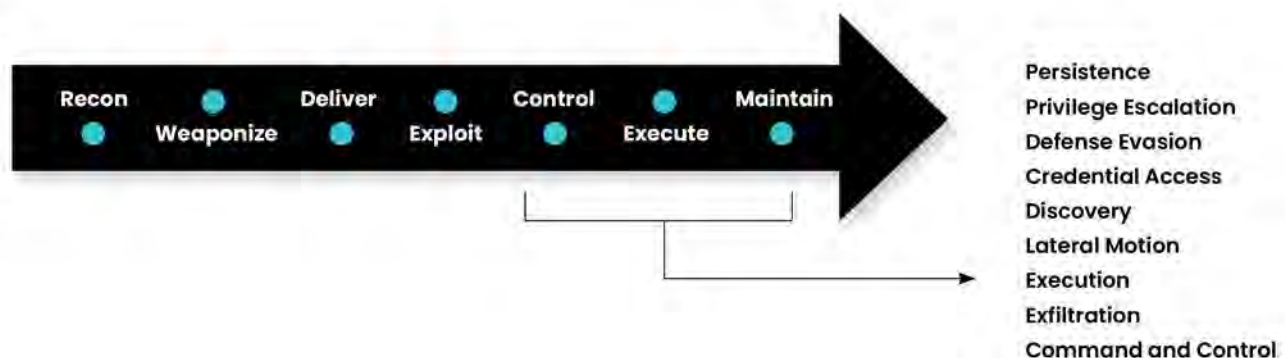 Recon
Weaponize
Deliver
Exploit
Control
Execute
Maintain
Persistence
Privilege Escalation
Defense Evasion
Credential Access
Discovery
Lateral Motion
Execution
Exfiltration
Command and Control